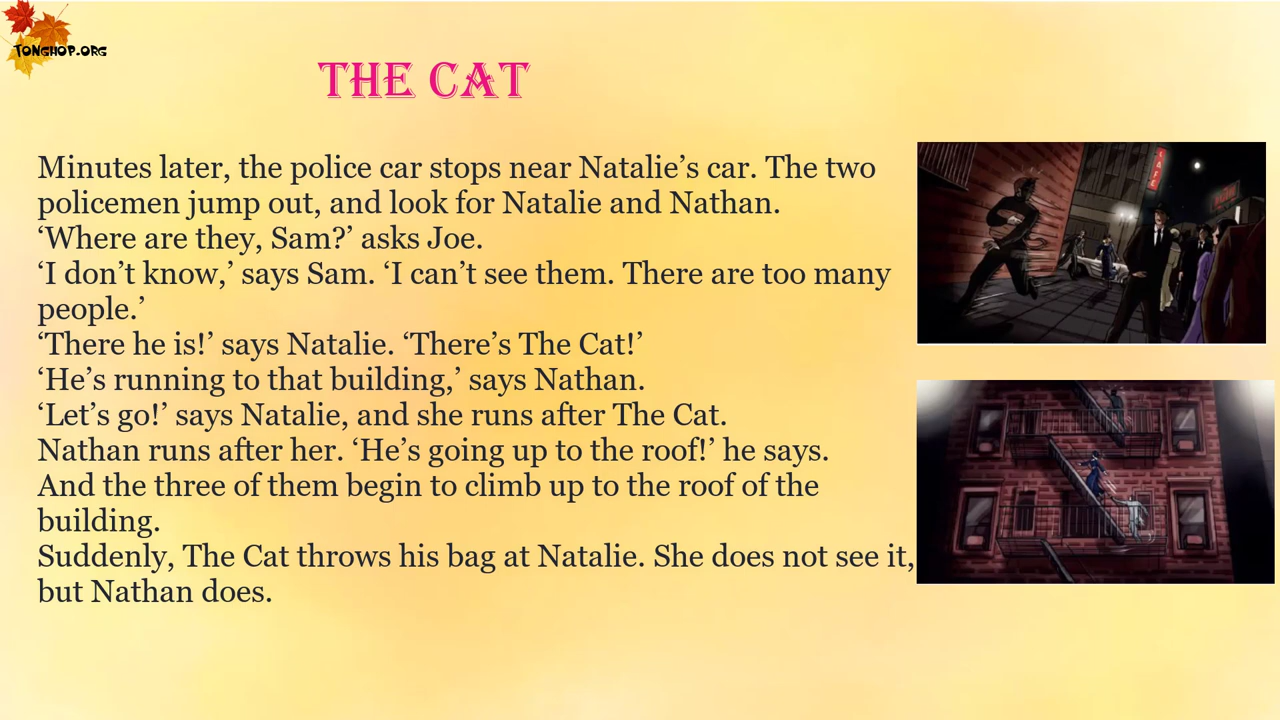 TONGHOP.ORG
THE CAT
Minutes later, the police car stops near Natalie’s car. The two
policemen jump out, and look for Natalie and Nathan.
‘Where are they, Sam?’ asks Joe.
‘I don’t know,’ says Sam. ‘I can’t see them. There are too many
people.’
‘There he is!’ says Natalie. ‘There’s The Cat!’
‘He’s running to that building,’ says Nathan.
‘Let’s go!’ says Natalie, and she runs after The Cat.
Nathan runs after her. ‘He’s going up to the roof!’ he says.
And the three of them begin to climb up to the roof of the
building.
Suddenly, The Cat throws his bag at Natalie. She does not see it,
but Nathan does.
CAFE